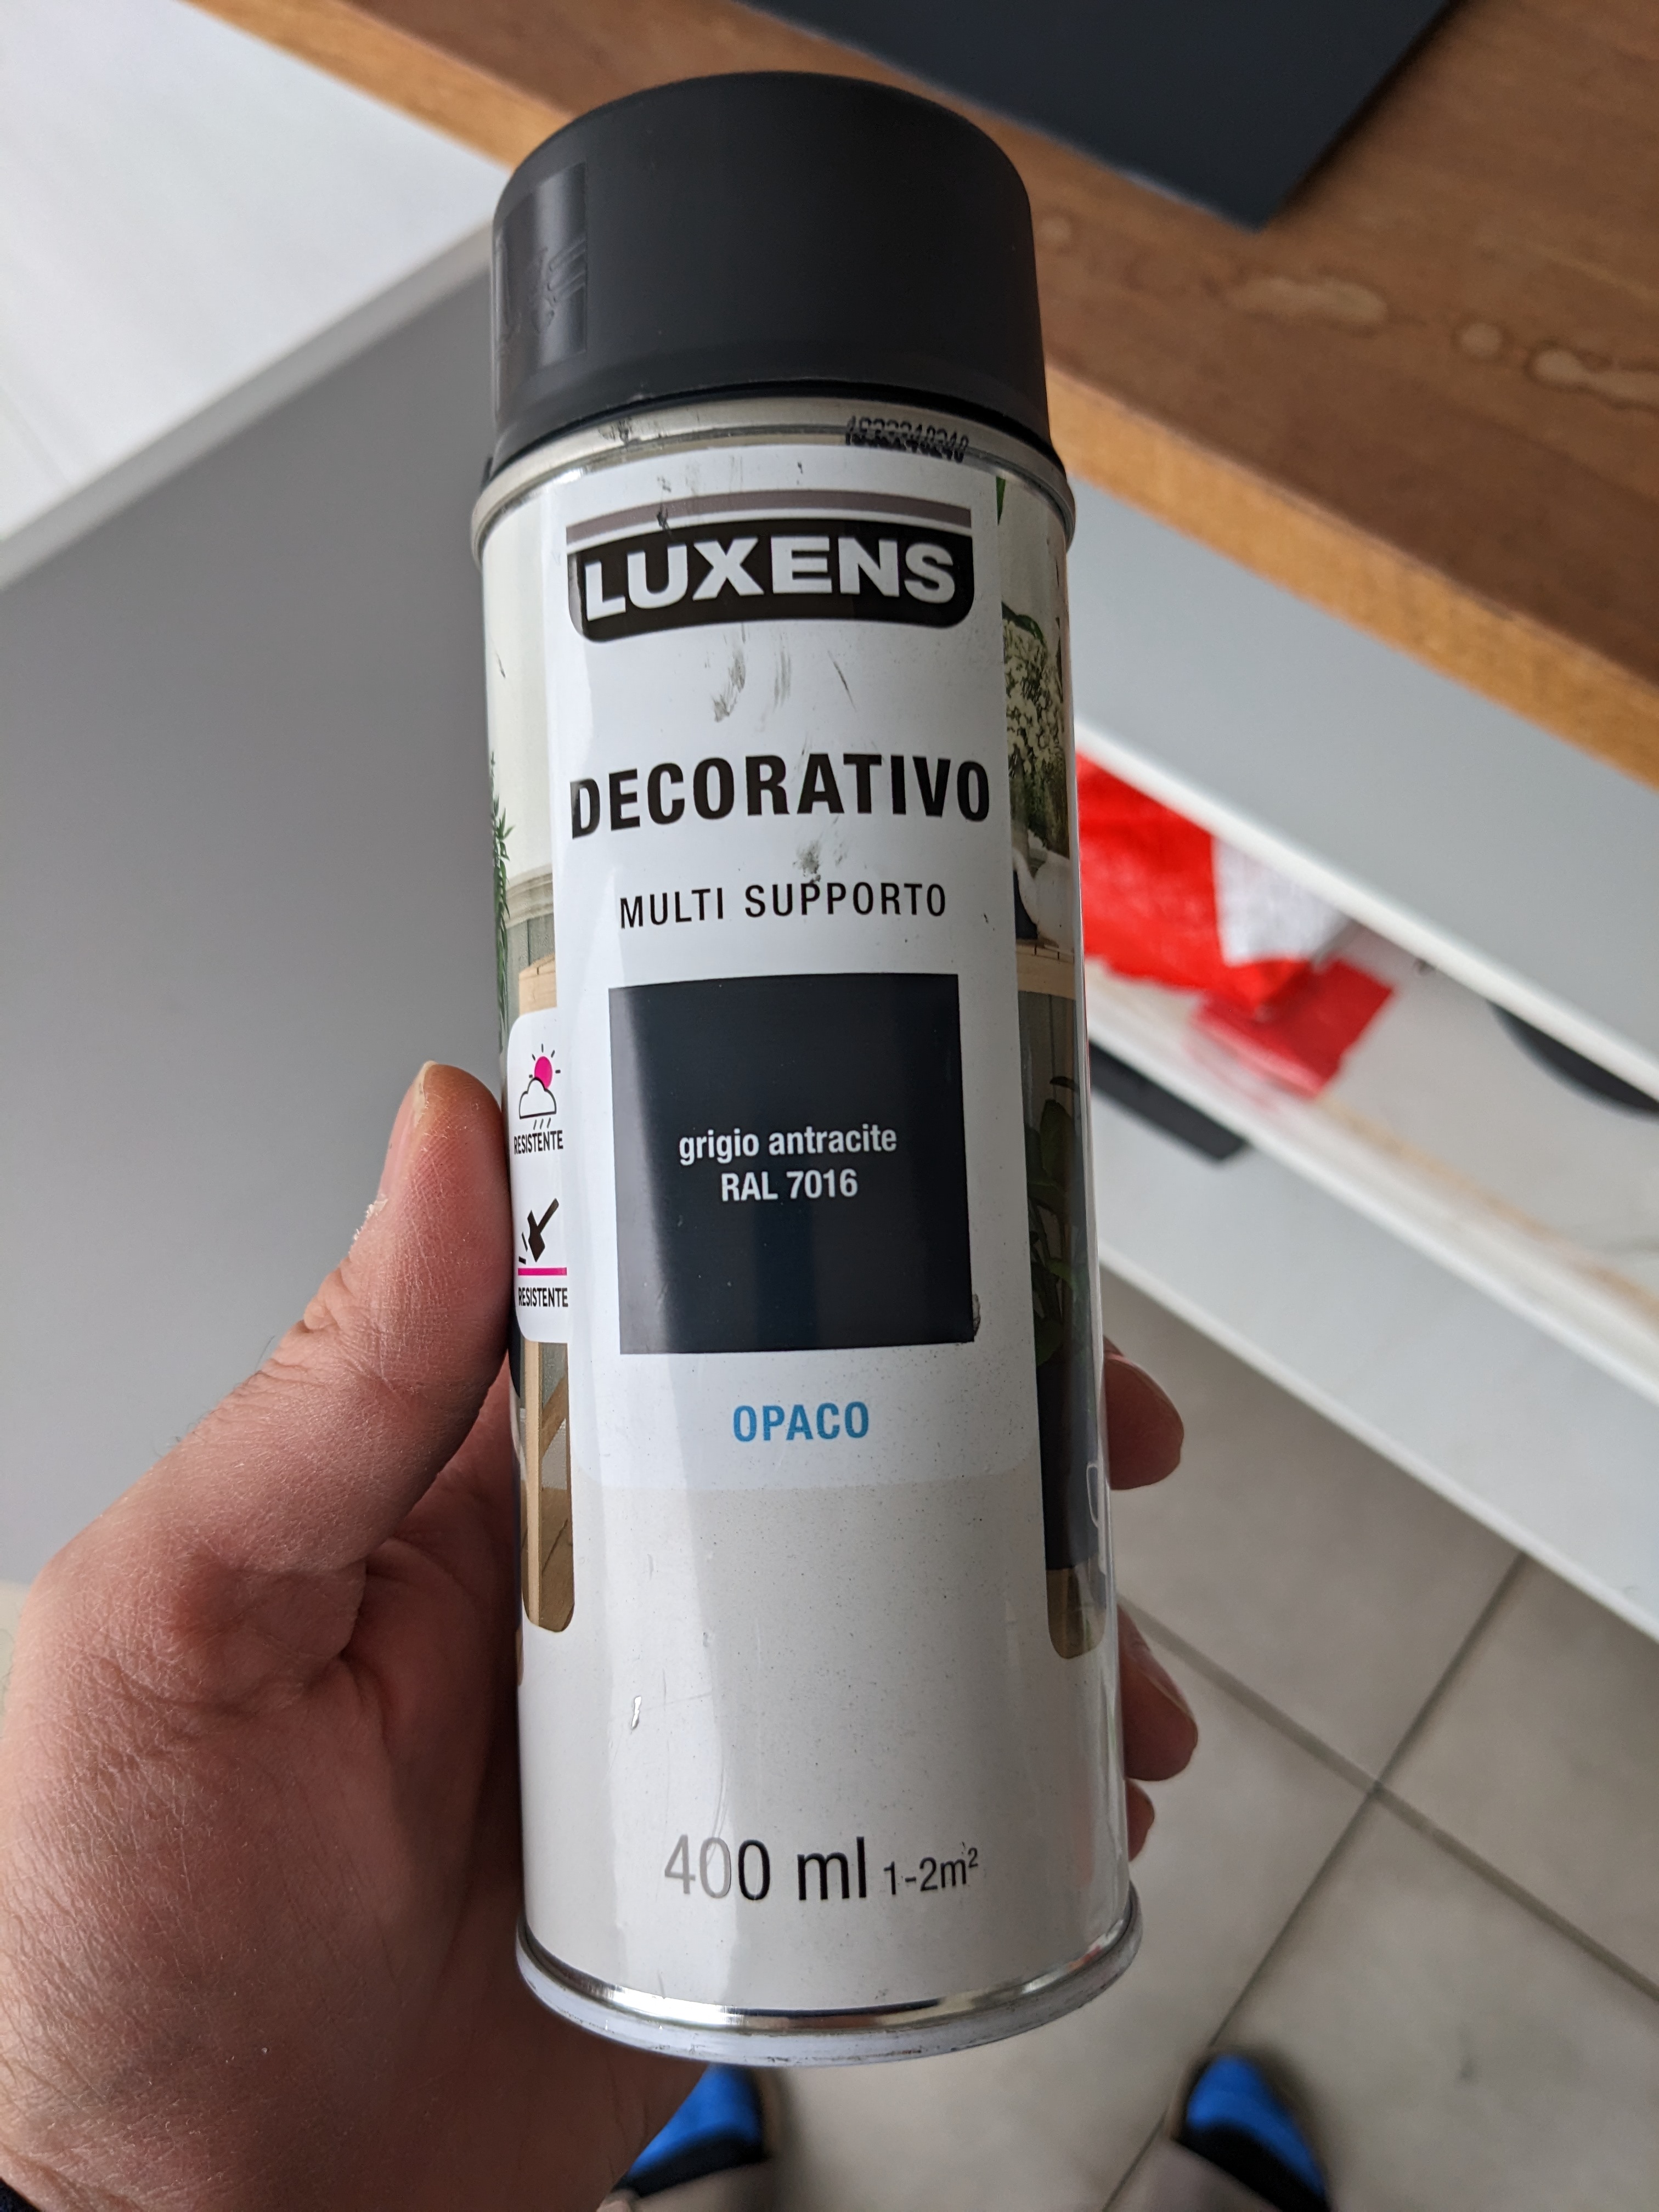 LUXENS
DECORATIVO
MULTI SUPPORTO
RESISTENTE
RESISTENTE
grigio antracite
RAL 7016
OPACO
400 ml 1-2m²